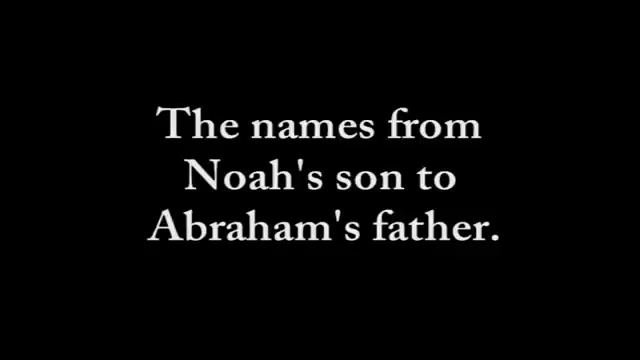 The names from
Noah's son to
Abraham's father.